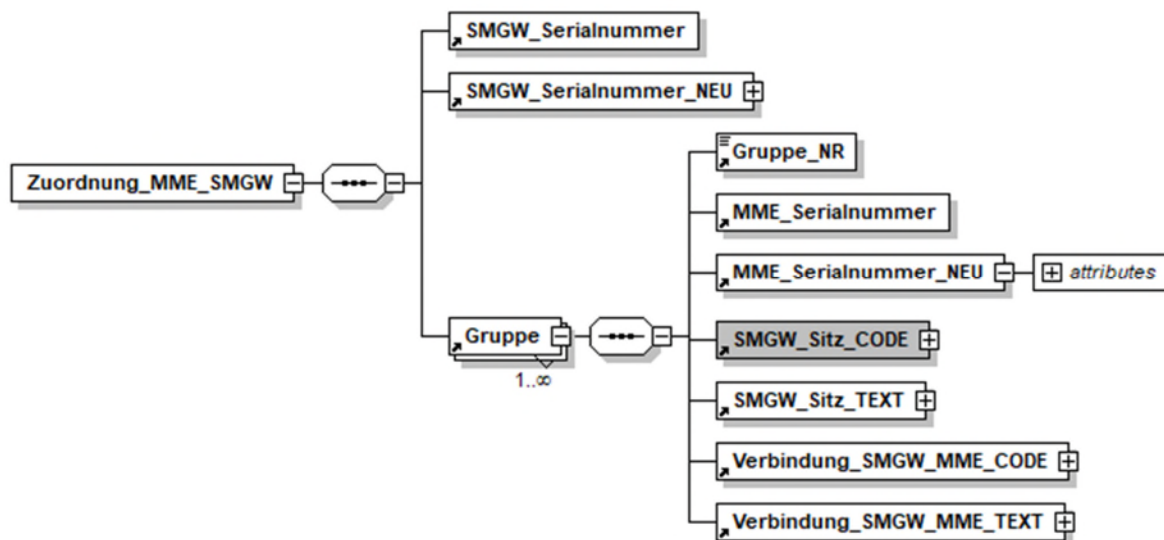 SMGW_Serialnummer
SMGW_Serialnummer_NEU
Zuordnung_MME_SMGW
Gruppe
1..∞
Gruppe_NR
MME_Serialnummer
MME_Serialnummer_NEU
attributes
SMGW_Sitz_CODE
SMGW_Sitz_TEXT
Verbindung_SMGW_MME_CODE
Verbindung_SMGW_MME_TEXT